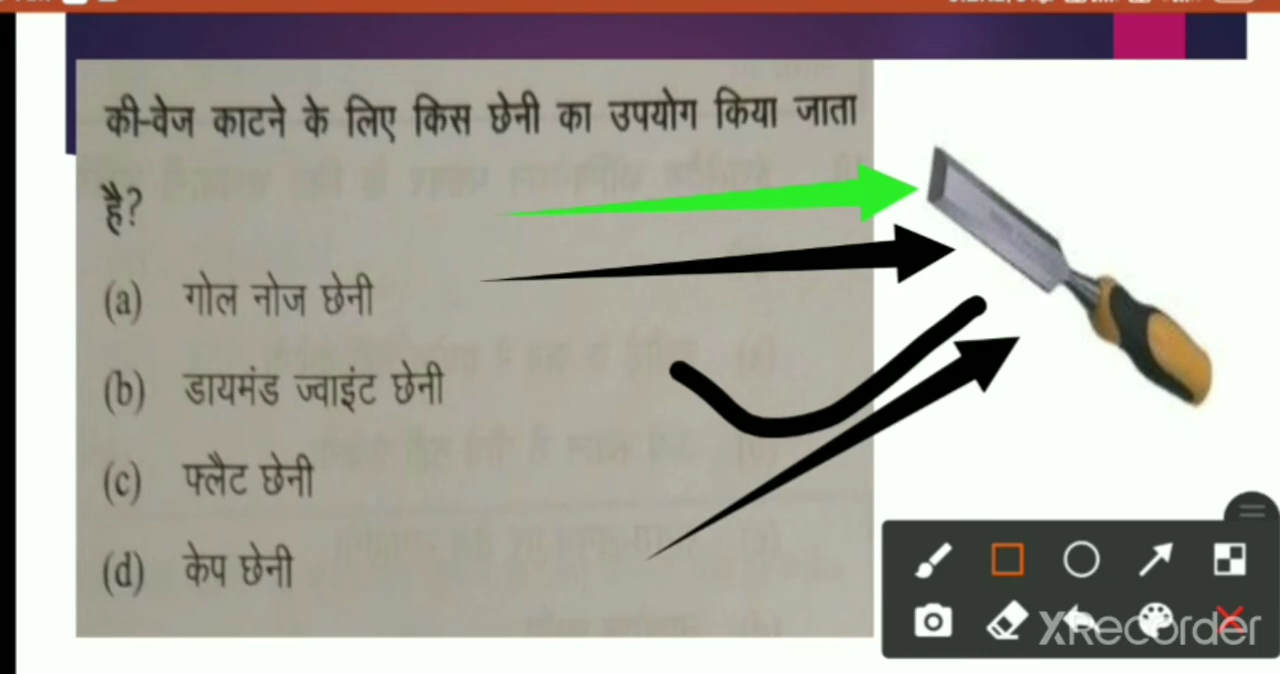 की-वेज काटने के लिए किस छेनी का उपयोग किया जाता
है?
(a) गोल नोज छेनी
(b) डायमंड ज्वाइंट छेनी
(c) फ्लैट छेनी
(d) केप छेनी
XRecorder